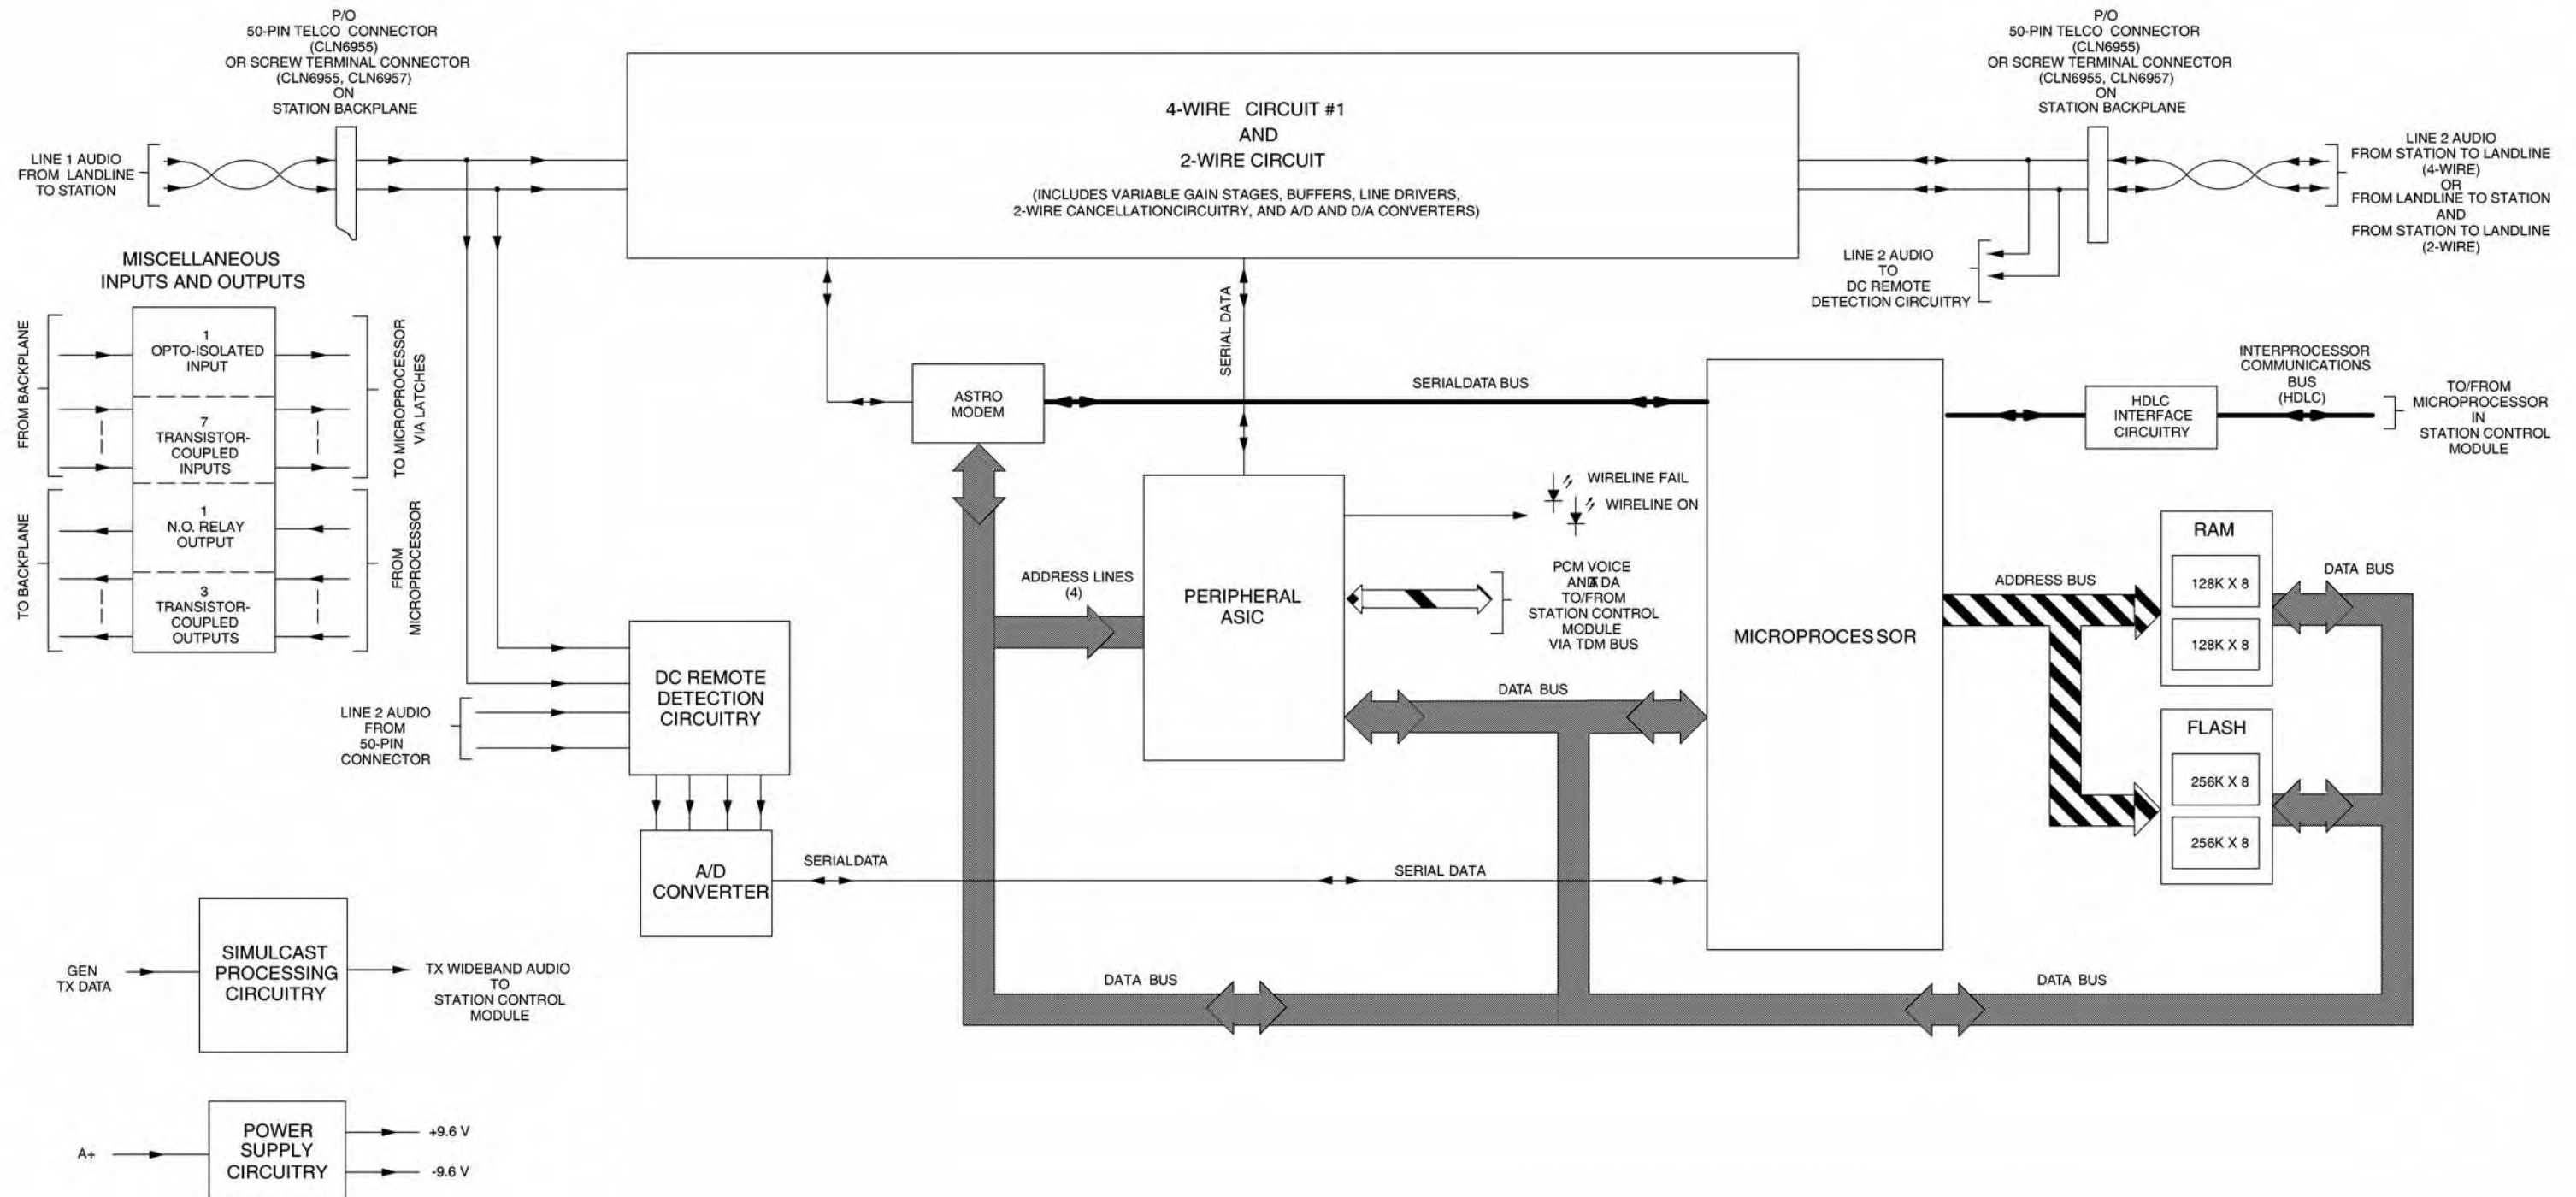 P/O
50-PIN TELCO CONNECTOR
(CLN6955)
OR SCREW TERMINAL CONNECTOR
(CLN6955, CLN6957)
ON
STATION BACKPLANE
LINE 1 AUDIO
FROM LANDLINE
TO STATION
4-WIRE CIRCUIT #1
AND
2-WIRE CIRCUIT
(INCLUDES VARIABLE GAIN STAGES, BUFFERS, LINE DRIVERS,
2-WIRE CANCELLATIONCIRCUITRY, AND A/D AND D/A CONVERTERS)
P/O
50-PIN TELCO CONNECTOR
(CLN6955)
OR SCREW TERMINAL CONNECTOR
(CLN6955, CLN6957)
ON
STATION BACKPLANE
LINE 2 AUDIO
FROM STATION TO LANDLINE
(4-WIRE)
OR
FROM LANDLINE TO STATION
AND
FROM STATION TO LANDLINE
(2-WIRE)
LINE 2 AUDIO
TO
DC REMOTE
DETECTION CIRCUITRY
MISCELLANEOUS
INPUTS AND OUTPUTS
FROM BACKPLANE
1
OPTO-ISOLATED
INPUT
7
TRANSISTOR-
COUPLED
INPUTS
TO MICROPROCESSOR
VIA LATCHES
TO BACKPLANE
1
N.O. RELAY
OUTPUT
3
TRANSISTOR-
COUPLED
OUTPUTS
FROM
MICROPROCESSOR
SERIAL DATA
ASTRO
MODEM
SERIALDATA BUS
INTERPROCESSOR
COMMUNICATIONS
BUS
(HDLC)
HDLC
INTERFACE
CIRCUITRY
TO/FROM
MICROPROCESSOR
IN
STATION CONTROL
MODULE
WIRELINE FAIL
WIRELINE ON
ADDRESS LINES
(4)
PERIPHERAL
ASIC
PCM VOICE
TO/FROM
STATION CONTROL
MODULE
VIA TDM BUS
MICROPROCESSOR
ADDRESS BUS
RAM
128K X 8
128K X 8
DATA BUS
FLASH
256K X 8
256K X 8
DATA BUS
DC REMOTE
DETECTION
CIRCUITRY
LINE 2 AUDIO
FROM
50-PIN
CONNECTOR
A/D
CONVERTER
SERIALDATA
SERIAL DATA
DATA BUS
DATA BUS
GEN
TX DATA
SIMULCAST
PROCESSING
CIRCUITRY
TX WIDEBAND AUDIO
TO
STATION CONTROL
MODULE
A+
POWER
SUPPLY
CIRCUITRY
+9.6 V
-9.6 V